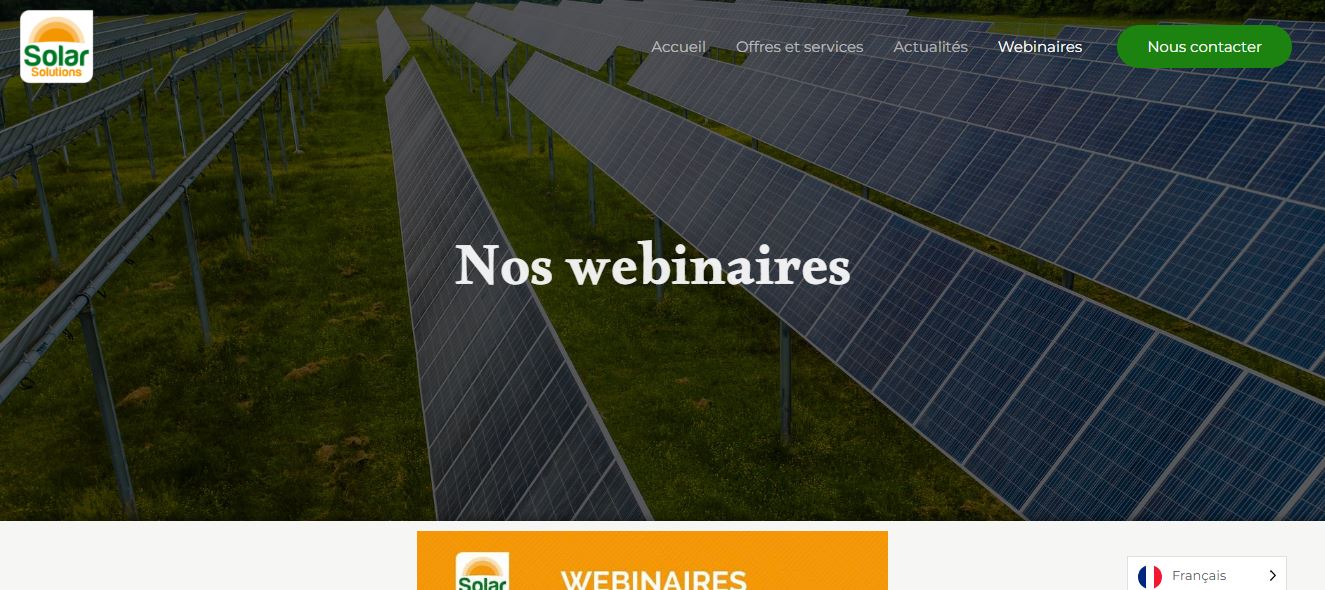 Solar
Solutions
Accueil
Offres et services
Actualités
Webinaires
Nous contacter
Nos webinaires
Solar
WEBINAIRES
Français